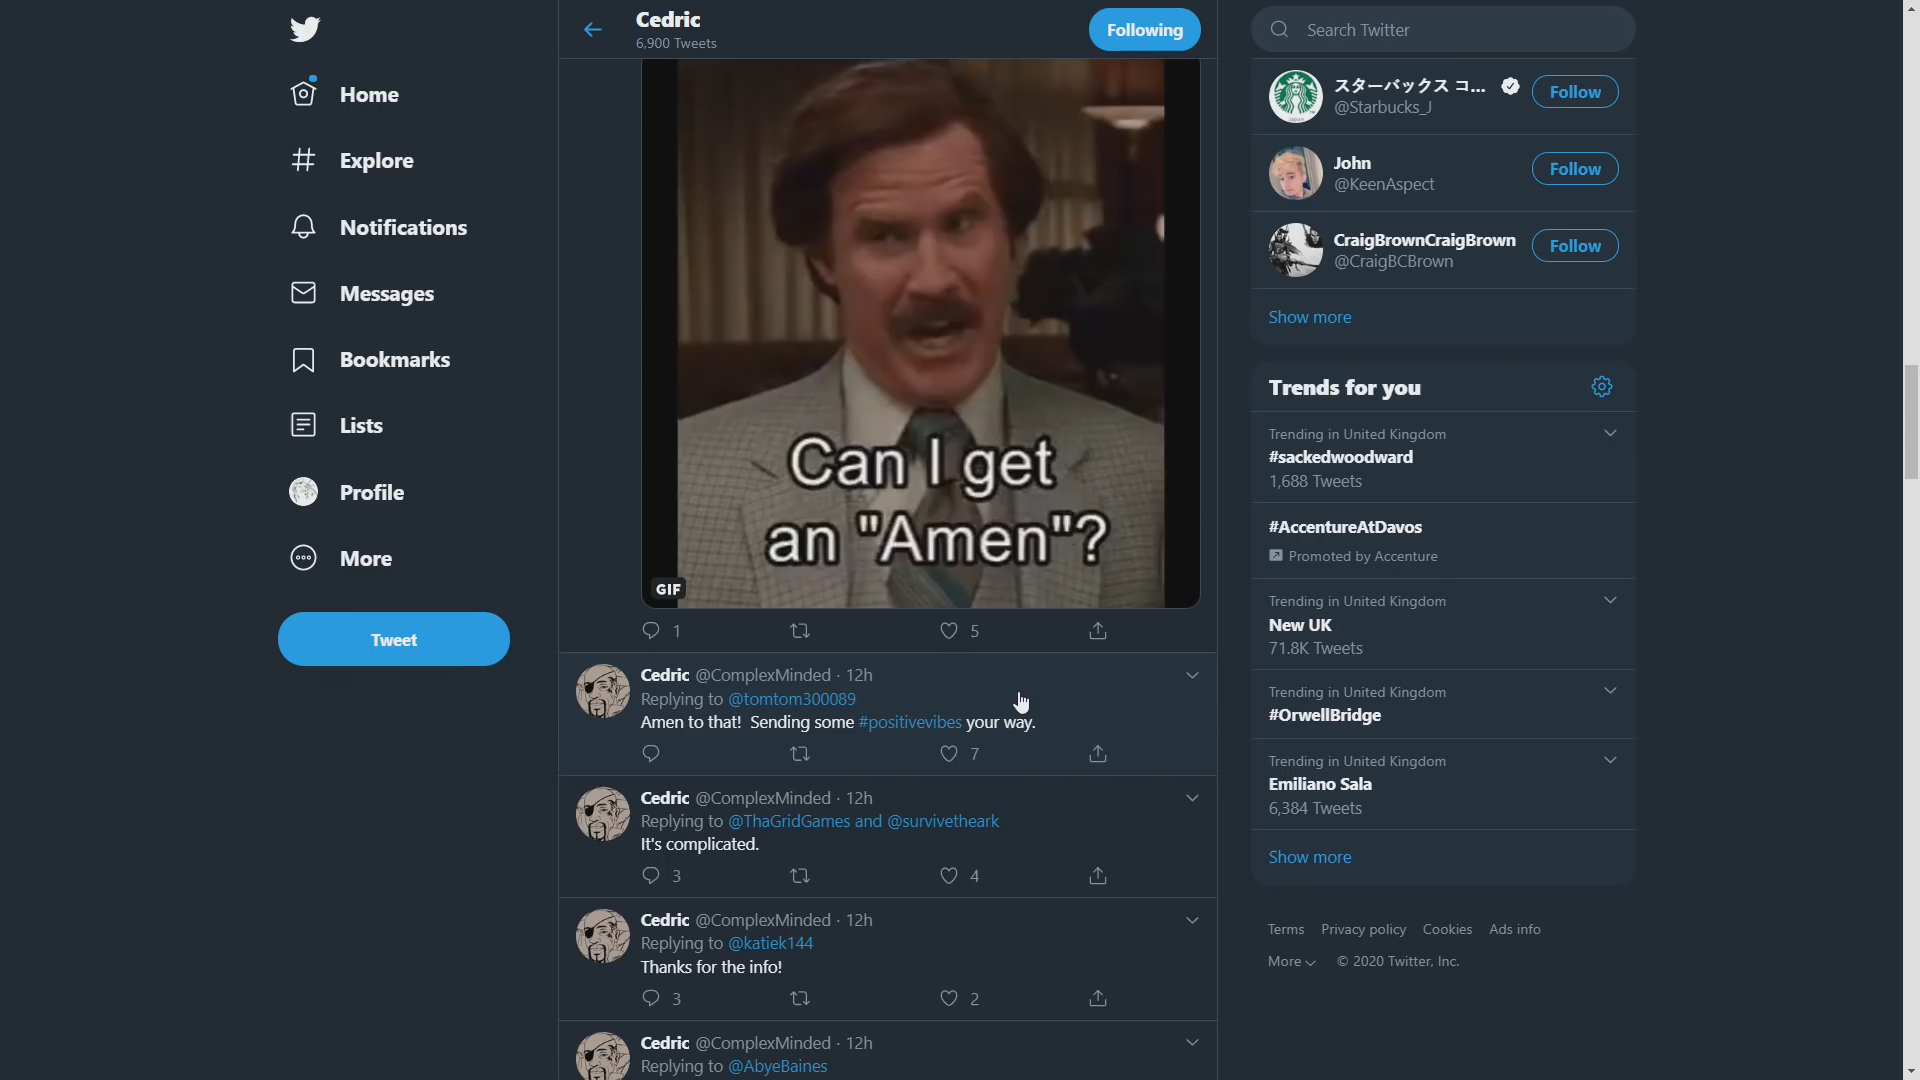 Home
Explore
Notifications
Messages
Bookmarks
Lists
Profile
More
Tweet
Cedric
6,900 Tweets
Following
Can I get
an "Amen"?
GIF
1
5
Cedric @ComplexMinded · 12h
Replying to @tomtom300089
Amen to that! Sending some #positivevibes your way.
7
Cedric @ComplexMinded · 12h
Replying to @ThaGridGames and @survivetheark
It's complicated.
3
4
Cedric @ComplexMinded · 12h
Replying to @katiek144
Thanks for the info!
3
2
Cedric @ComplexMinded · 12h
Replying to @AbyeBaines
Search Twitter
スターバックス コ...
@Starbucks_J
Follow
John
@KeenAspect
Follow
CraigBrownCraigBrown
@CraigBCBrown
Follow
Show more
Trends for you
Trending in United Kingdom
#sackedwoodward
1,688 Tweets
#AccentureAtDavos
Promoted by Accenture
Trending in United Kingdom
New UK
71.8K Tweets
Trending in United Kingdom
#OrwellBridge
Trending in United Kingdom
Emiliano Sala
6,384 Tweets
Show more
Terms Privacy policy Cookies Ads info
More © 2020 Twitter, Inc.